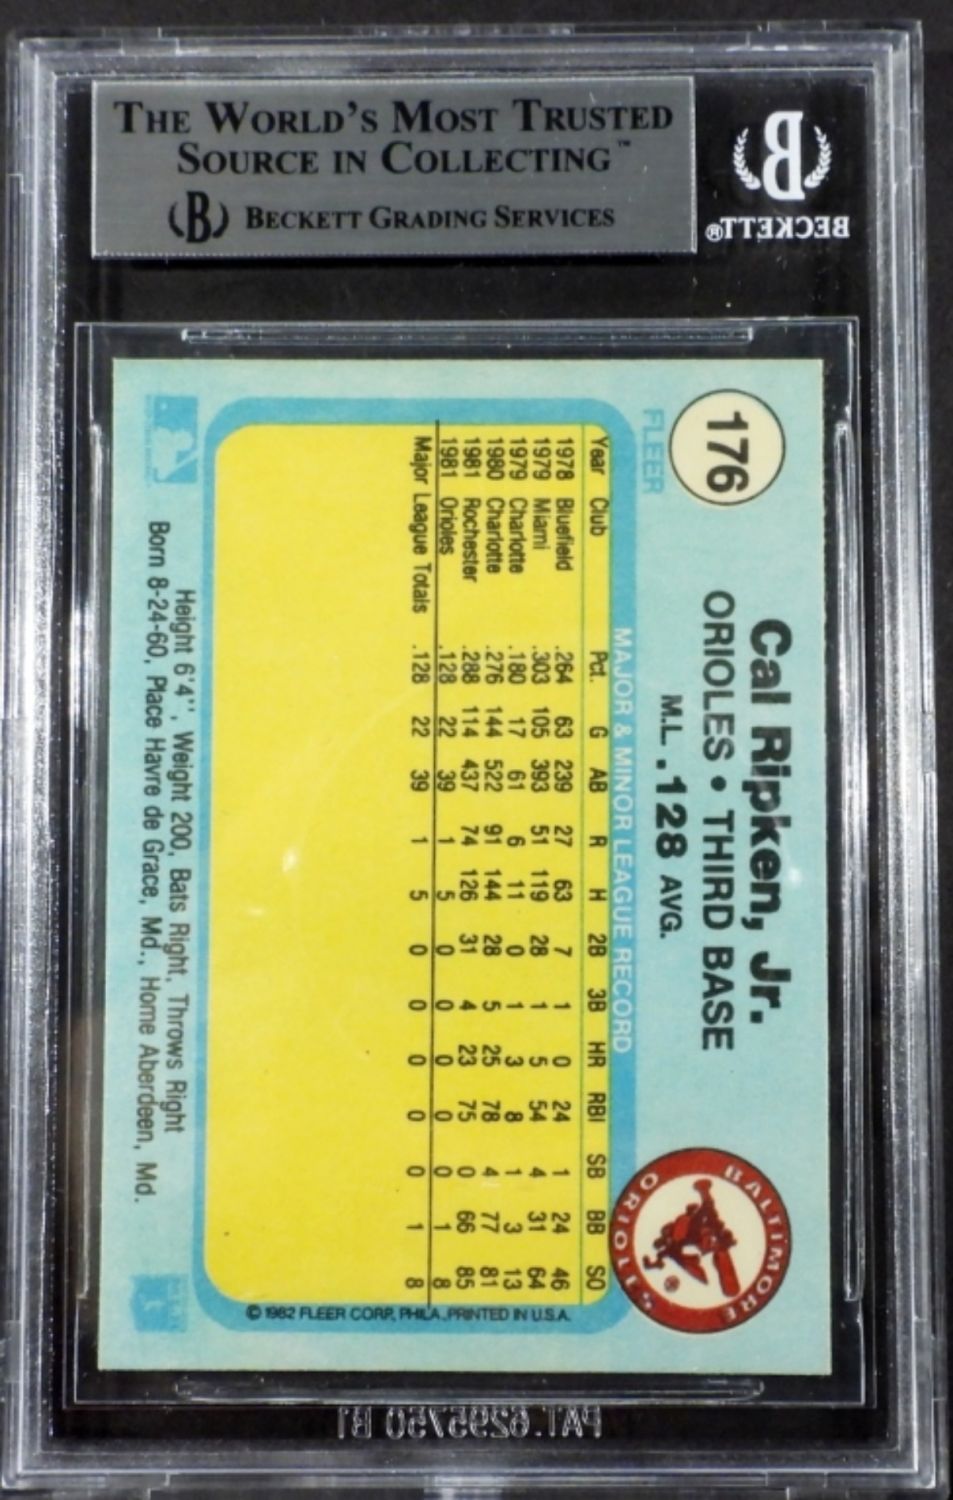 THE WORLD'S MOST TRUSTED
SOURCE IN COLLECTING™
(B) BECKETT GRADING SERVICES
B
BECKETT®
176
FLEER
Cal Ripken, Jr.
ORIOLES • THIRD BASE
M.L. .128 AVG.
BALTIMORE
ORIOLES
MAJOR & MINOR LEAGUE RECORD
Year Club Pct. G AB R H 2B 3B HR RBI SB BB SO
1978 Bluefield .264 63 239 27 63 7 1 0 24 1 24 46
1979 Miami .303 105 393 51 119 28 1 5 54 4 31 64
1979 Charlotte .180 17 61 6 11 0 1 3 8 1 3 13
1980 Charlotte .276 144 522 91 144 28 5 25 78 4 77 81
1981 Rochester .288 114 437 74 126 31 4 23 75 0 66 85
1981 Orioles .128 22 39 1 5 0 0 0 0 0 1 8
Major League Totals .128 22 39 1 5 0 0 0 0 0 1 8
© 1982 FLEER CORP, PHILA. PRINTED IN U.S.A.
Height 6'4'', Weight 200, Bats Right, Throws Right
Born 8-24-60, Place Havre de Grace, Md., Home Aberdeen, Md.
PAT. 6295750 B1